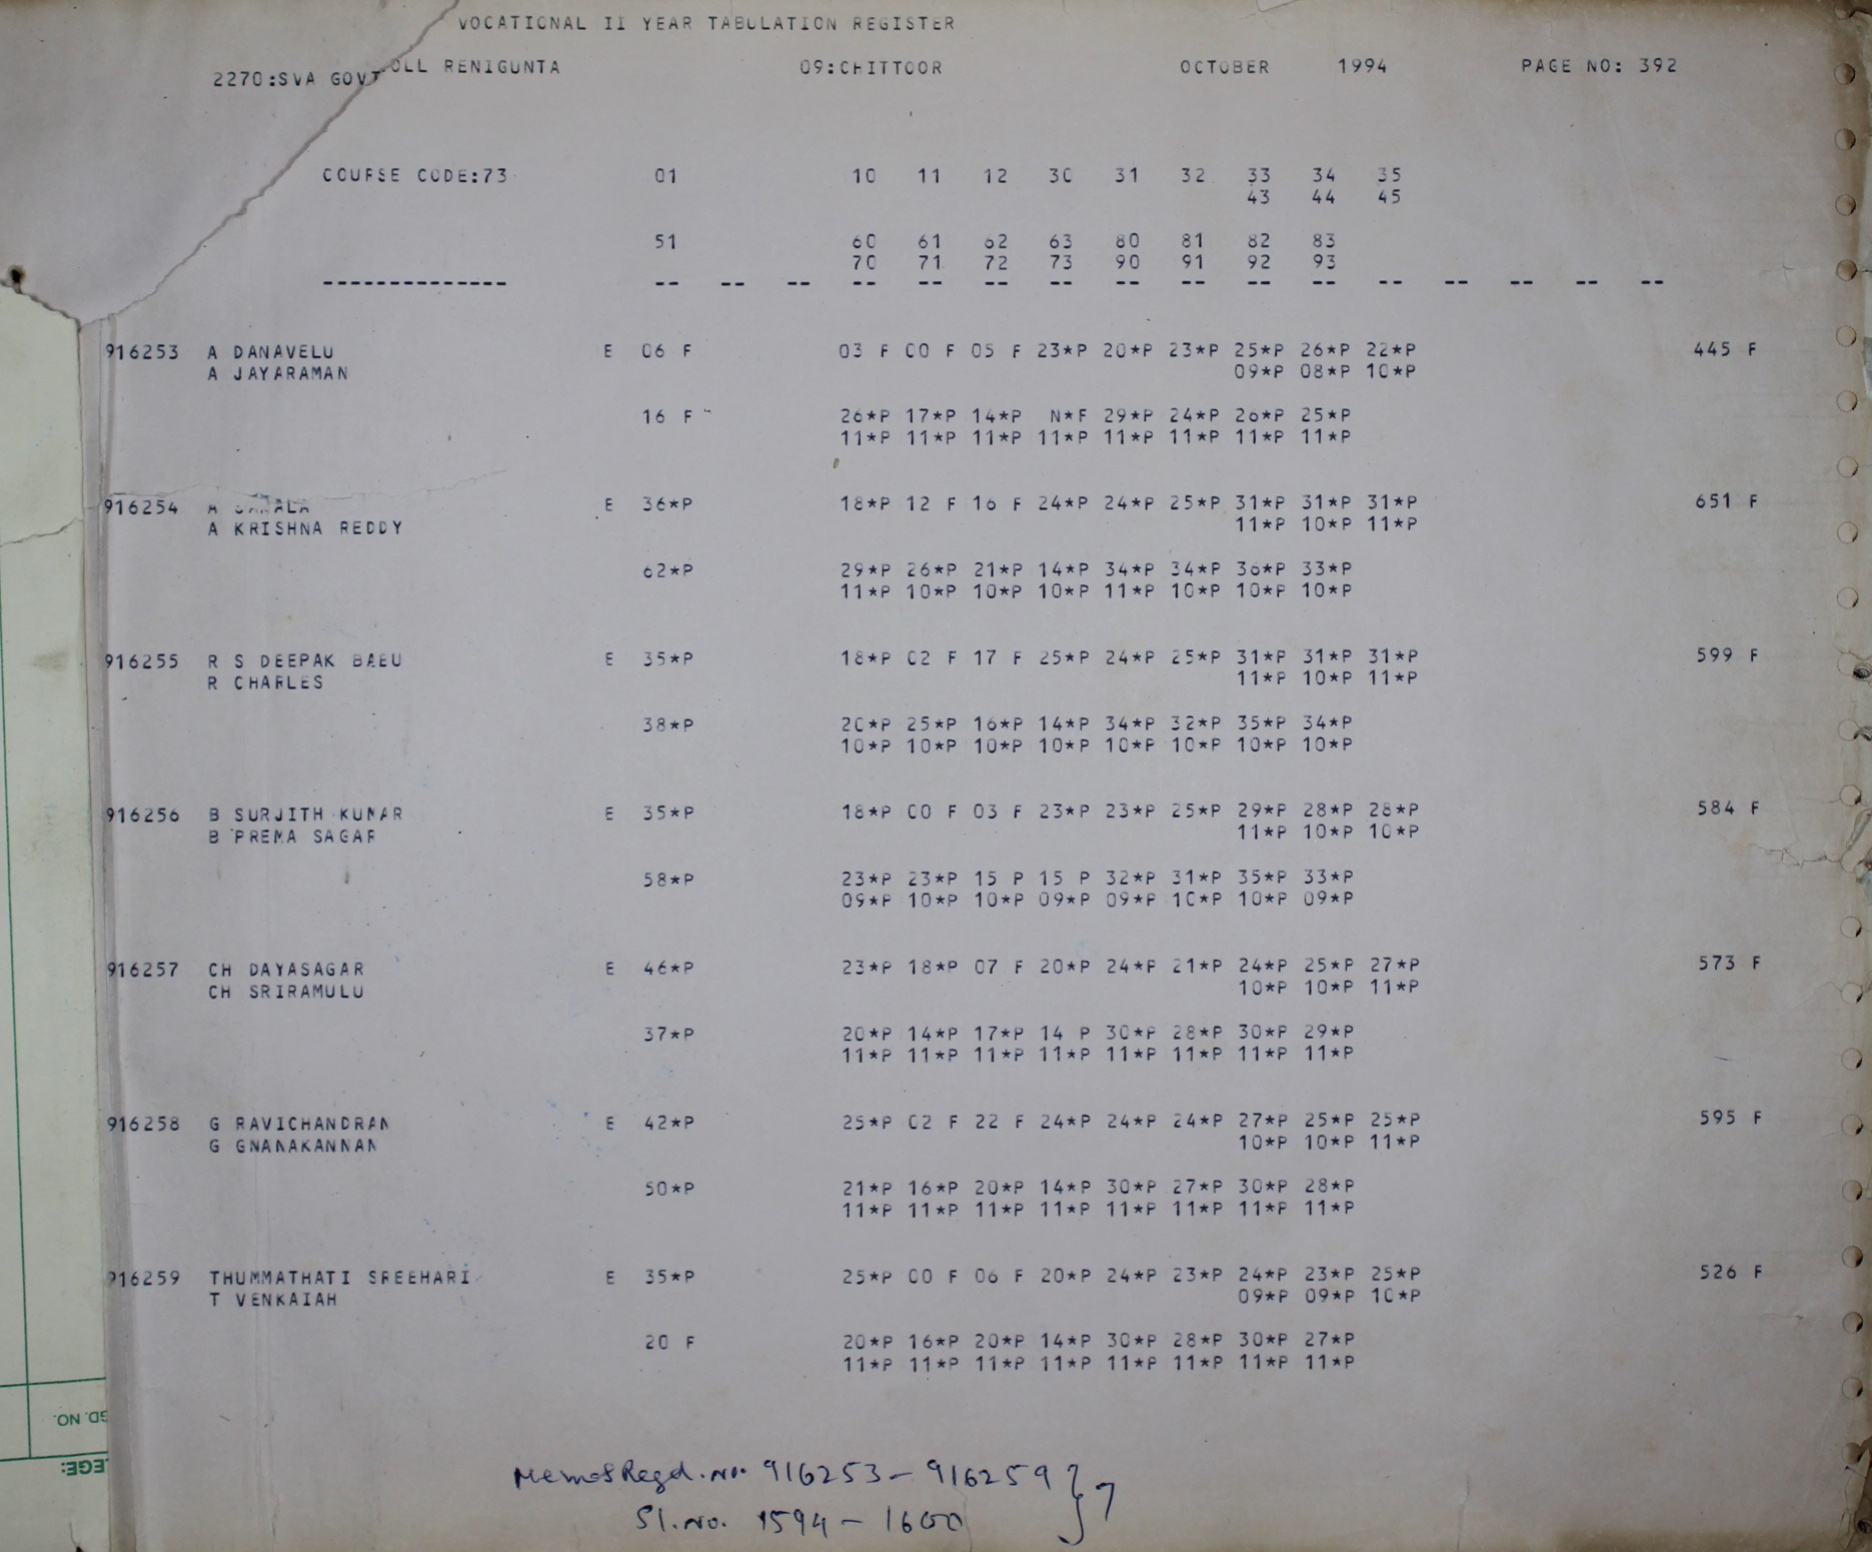 VOCATIONAL II YEAR TABULATION REGISTER
2270:SVA GOVT OLL RENIGUNTA 09:CHITTOOR OCTOBER 1994 PAGE NO: 392
COURSE CODE:73 01 10 11 12 30 31 32 33 34 35
43 44 45
51 60 61 62 63 80 81 82 83
70 71 72 73 90 91 92 93
-------------- -- -- -- -- -- -- -- -- -- -- -- -- -- -- -- --
916253 A DANAVELU E 06 F 03 F 00 F 05 F 23*P 20*P 23*P 25*P 26*P 22*P 445 F
A JAYARAMAN 09*P 08*P 10*P
16 F 26*P 17*P 14*P N*F 29*P 24*P 26*P 25*P
11*P 11*P 11*P 11*P 11*P 11*P 11*P 11*P
916254 A E 36*P 18*P 12 F 16 F 24*P 24*P 25*P 31*P 31*P 31*P 651 F
A KRISHNA REDDY 11*P 10*P 11*P
62*P 29*P 26*P 21*P 14*P 34*P 34*P 36*P 33*P
11*P 10*P 10*P 10*P 11*P 10*P 10*P 10*P
916255 R S DEEPAK BABU E 35*P 18*P 02 F 17 F 25*P 24*P 25*P 31*P 31*P 31*P 599 F
R CHARLES 11*P 10*P 11*P
38*P 20*P 25*P 16*P 14*P 34*P 32*P 35*P 34*P
10*P 10*P 10*P 10*P 10*P 10*P 10*P 10*P
916256 B SURJITH KUMAR E 35*P 18*P 00 F 03 F 23*P 23*P 25*P 29*P 28*P 28*P 584 F
B PREMA SAGAR 11*P 10*P 10*P
58*P 23*P 23*P 15 P 15 P 32*P 31*P 35*P 33*P
09*P 10*P 10*P 09*P 09*P 10*P 10*P 09*P
916257 CH DAYASAGAR E 46*P 23*P 18*P 07 F 20*P 24*P 21*P 24*P 25*P 27*P 573 F
CH SRIRAMULU 10*P 10*P 11*P
37*P 20*P 14*P 17*P 14 P 30*P 28*P 30*P 29*P
11*P 11*P 11*P 11*P 11*P 11*P 11*P 11*P
916258 G RAVICHANDRAN E 42*P 25*P 02 F 22 F 24*P 24*P 24*P 27*P 25*P 25*P 595 F
G GNANAKANNAN 10*P 10*P 11*P
50*P 21*P 16*P 20*P 14*P 30*P 27*P 30*P 28*P
11*P 11*P 11*P 11*P 11*P 11*P 11*P 11*P
916259 THUMMATHATI SREEHARI E 35*P 25*P 00 F 06 F 20*P 24*P 23*P 24*P 23*P 25*P 526 F
T VENKAIAH 09*P 09*P 10*P
20 F 20*P 16*P 20*P 14*P 30*P 28*P 30*P 27*P
11*P 11*P 11*P 11*P 11*P 11*P 11*P 11*P
GD. NO.
LEGE:
Memos Regd. no. 916253 - 916259 } 7
Sl. no. 1594 - 1600